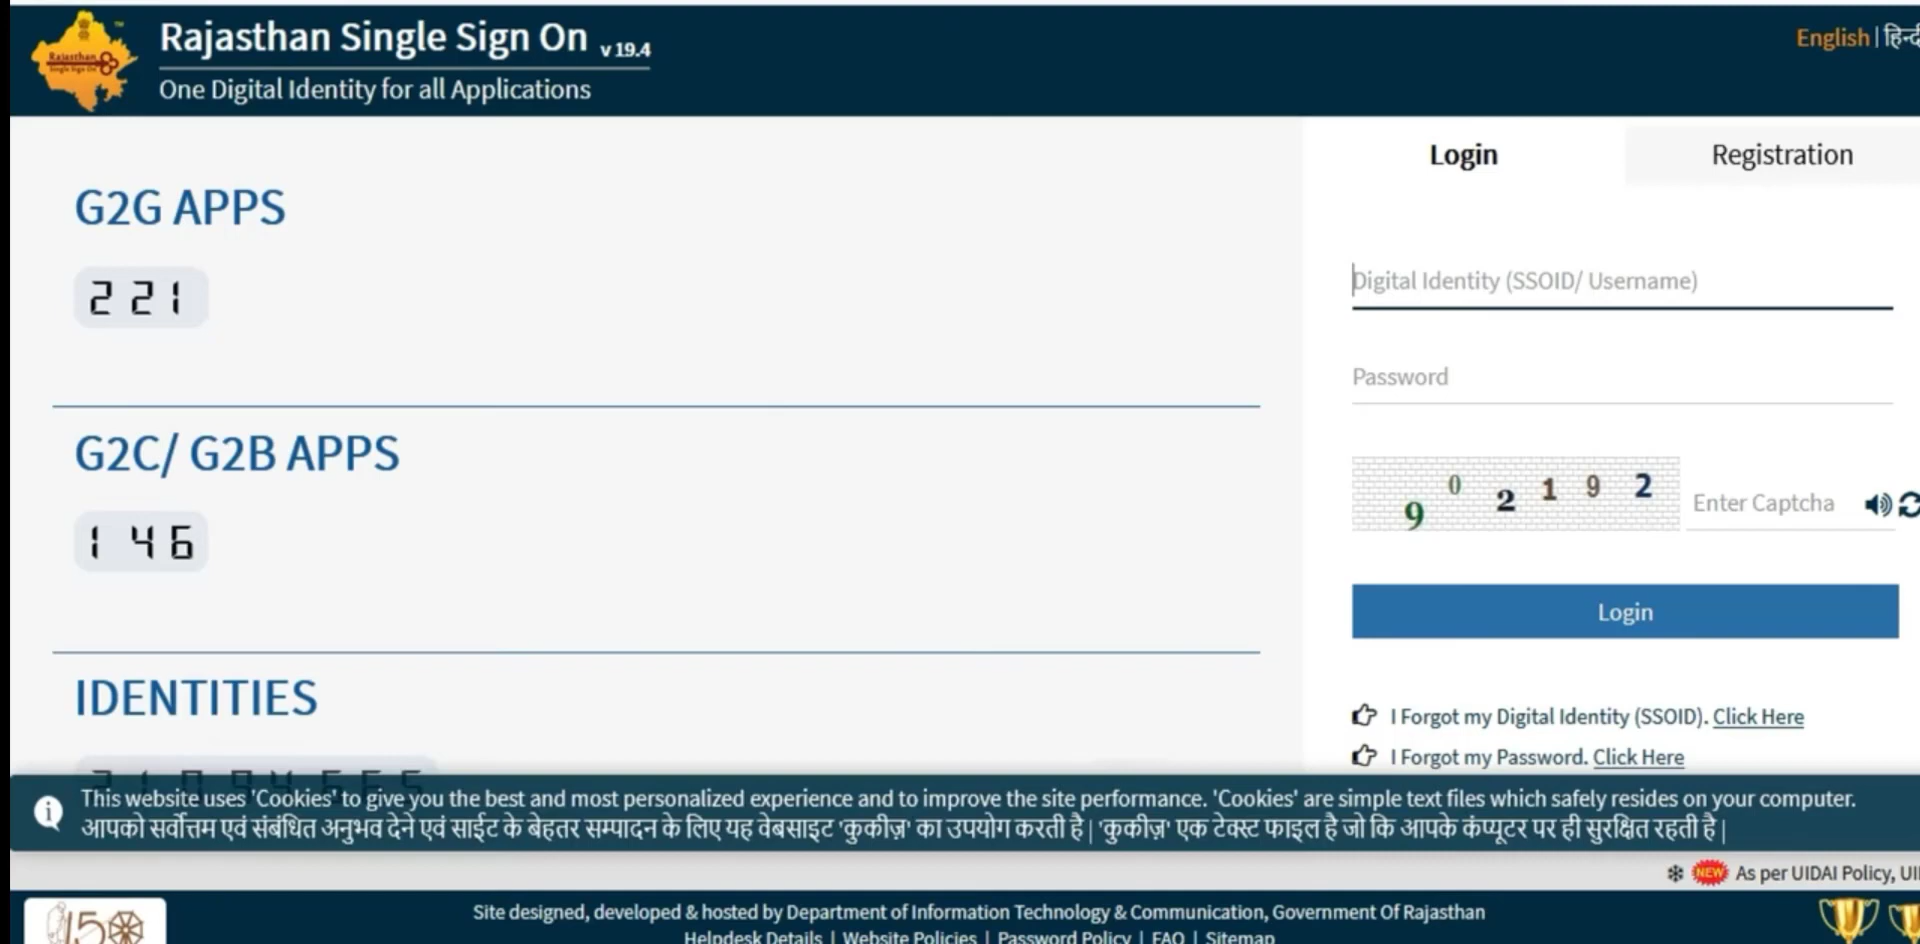 Rajasthan Single Sign On v 19.4
One Digital Identity for all Applications
English |
Rajasthan
Single Sign On
Login
Registration
G2G APPS
221
G2C/ G2B APPS
146
IDENTITIES
Digital Identity (SSOID/ Username)
Password
9 0 2 1 9 2
Enter Captcha
Login
I Forgot my Digital Identity (SSOID). Click Here
I Forgot my Password. Click Here
This website uses 'Cookies' to give you the best and most personalized experience and to improve the site performance. 'Cookies' are simple text files which safely resides on your computer.
आपको सर्वोत्तम एवं संबंधित अनुभव देने एवं साईट के बेहतर सम्पादन के लिए यह वेबसाइट 'कुकीज़' का उपयोग करती है | 'कुकीज़' एक टेक्स्ट फाइल है जो कि आपके कंप्यूटर पर ही सुरक्षित रहती है |
NEW As per UIDAI Policy,
150
Site designed, developed & hosted by Department of Information Technology & Communication, Government Of Rajasthan
Helpdesk Details | Website Policies | Password Policy | FAQ | Sitemap